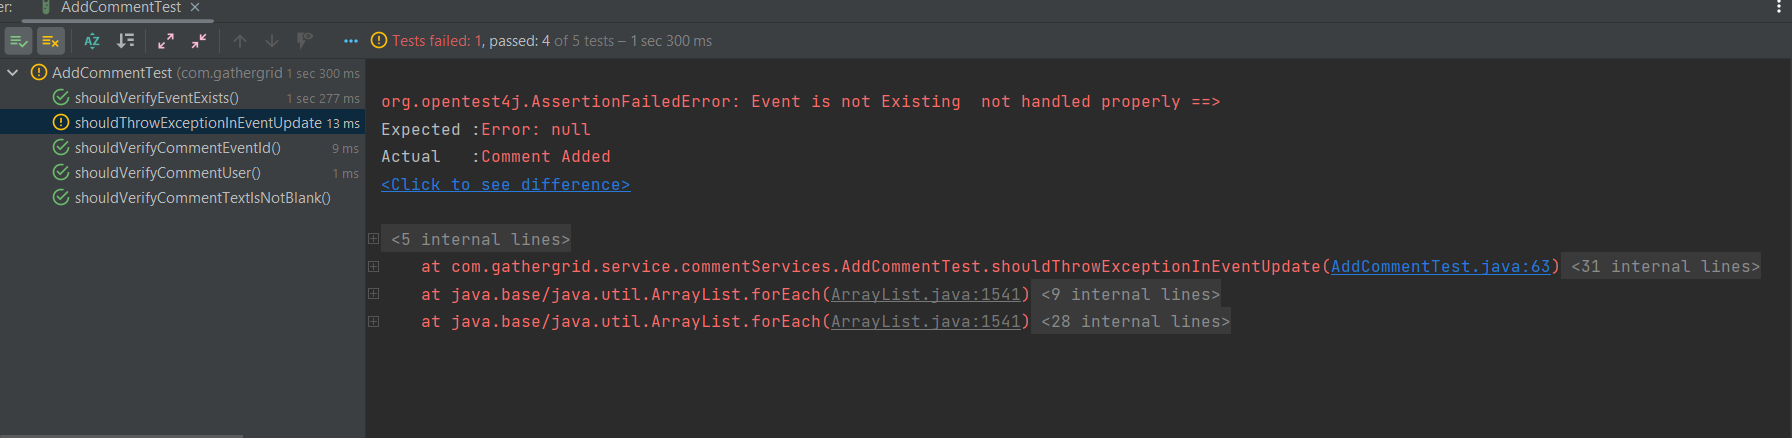 er: AddCommentTest ×
Tests failed: 1, passed: 4 of 5 tests – 1 sec 300 ms
AddCommentTest (com.gathergrid 1 sec 300 ms
shouldVerifyEventExists() 1 sec 277 ms
shouldThrowExceptionInEventUpdate 13 ms
shouldVerifyCommentEventId() 9 ms
shouldVerifyCommentUser() 1 ms
shouldVerifyCommentTextIsNotBlank()
org.opentest4j.AssertionFailedError: Event is not Existing  not handled properly ==>
Expected :Error: null
Actual   :Comment Added
<Click to see difference>
<5 internal lines>
at com.gathergrid.service.commentServices.AddCommentTest.shouldThrowExceptionInEventUpdate(AddCommentTest.java:63) <31 internal lines>
at java.base/java.util.ArrayList.forEach(ArrayList.java:1541) <9 internal lines>
at java.base/java.util.ArrayList.forEach(ArrayList.java:1541) <28 internal lines>